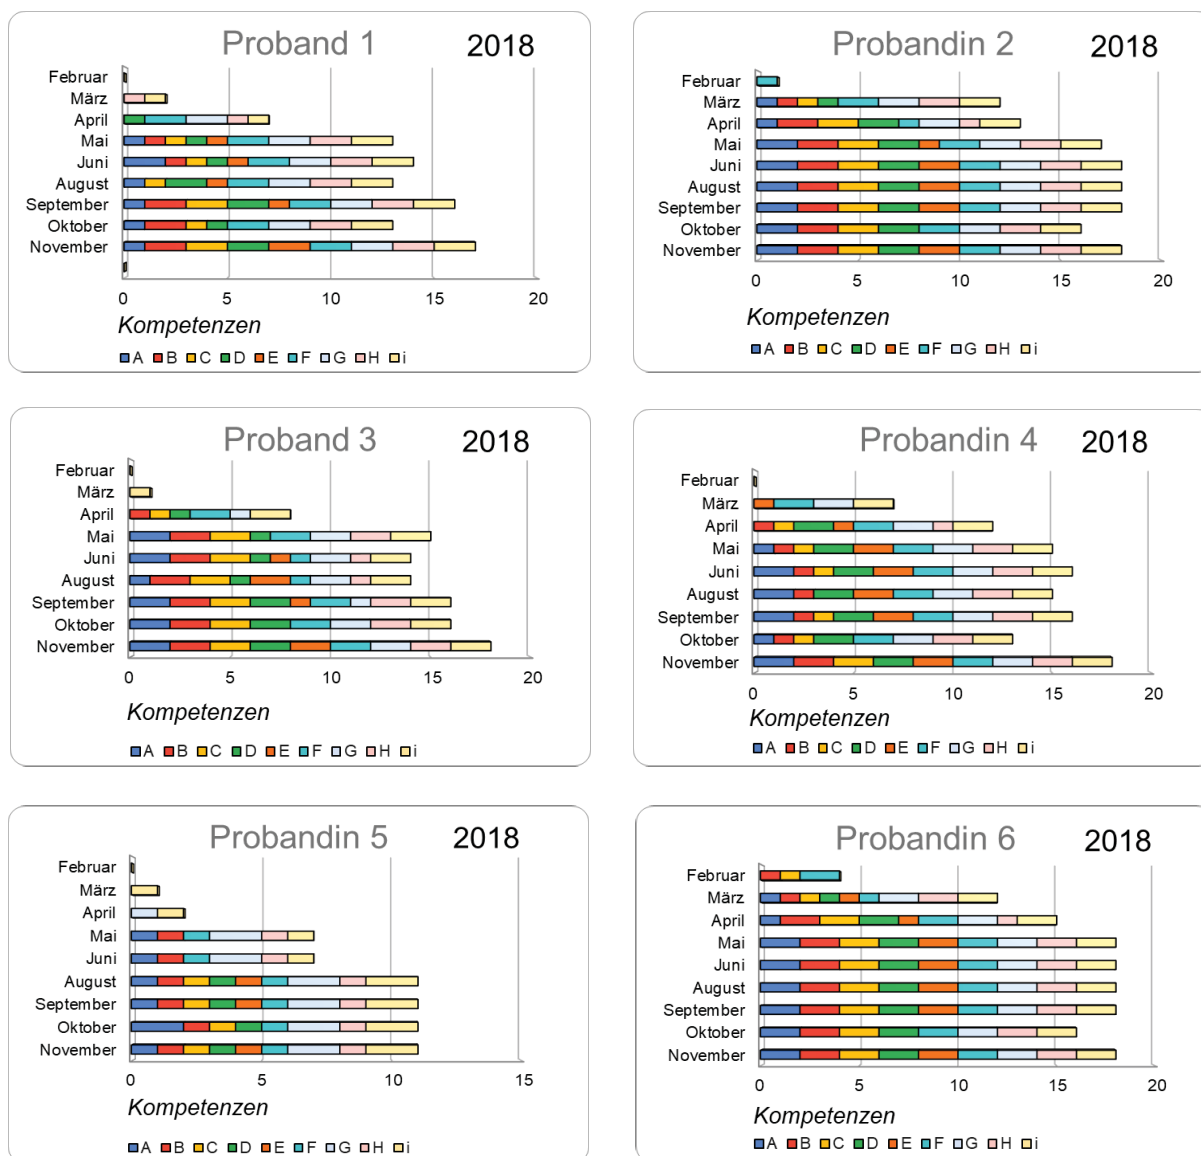 Proband 1 2018
Februar
März
April
Mai
Juni
August
September
Oktober
November
0 5 10 15 20
Kompetenzen
A B C D E F G H i
Probandin 2 2018
Februar
März
April
Mai
Juni
August
September
Oktober
November
0 5 10 15 20
Kompetenzen
A B C D E F G H i
Proband 3 2018
Februar
März
April
Mai
Juni
August
September
Oktober
November
0 5 10 15 20
Kompetenzen
A B C D E F G H i
Probandin 4 2018
Februar
März
April
Mai
Juni
August
September
Oktober
November
0 5 10 15 20
Kompetenzen
A B C D E F G H i
Probandin 5 2018
Februar
März
April
Mai
Juni
August
September
Oktober
November
0 5 10 15
Kompetenzen
A B C D E F G H i
Probandin 6 2018
Februar
März
April
Mai
Juni
August
September
Oktober
November
0 5 10 15 20
Kompetenzen
A B C D E F G H i